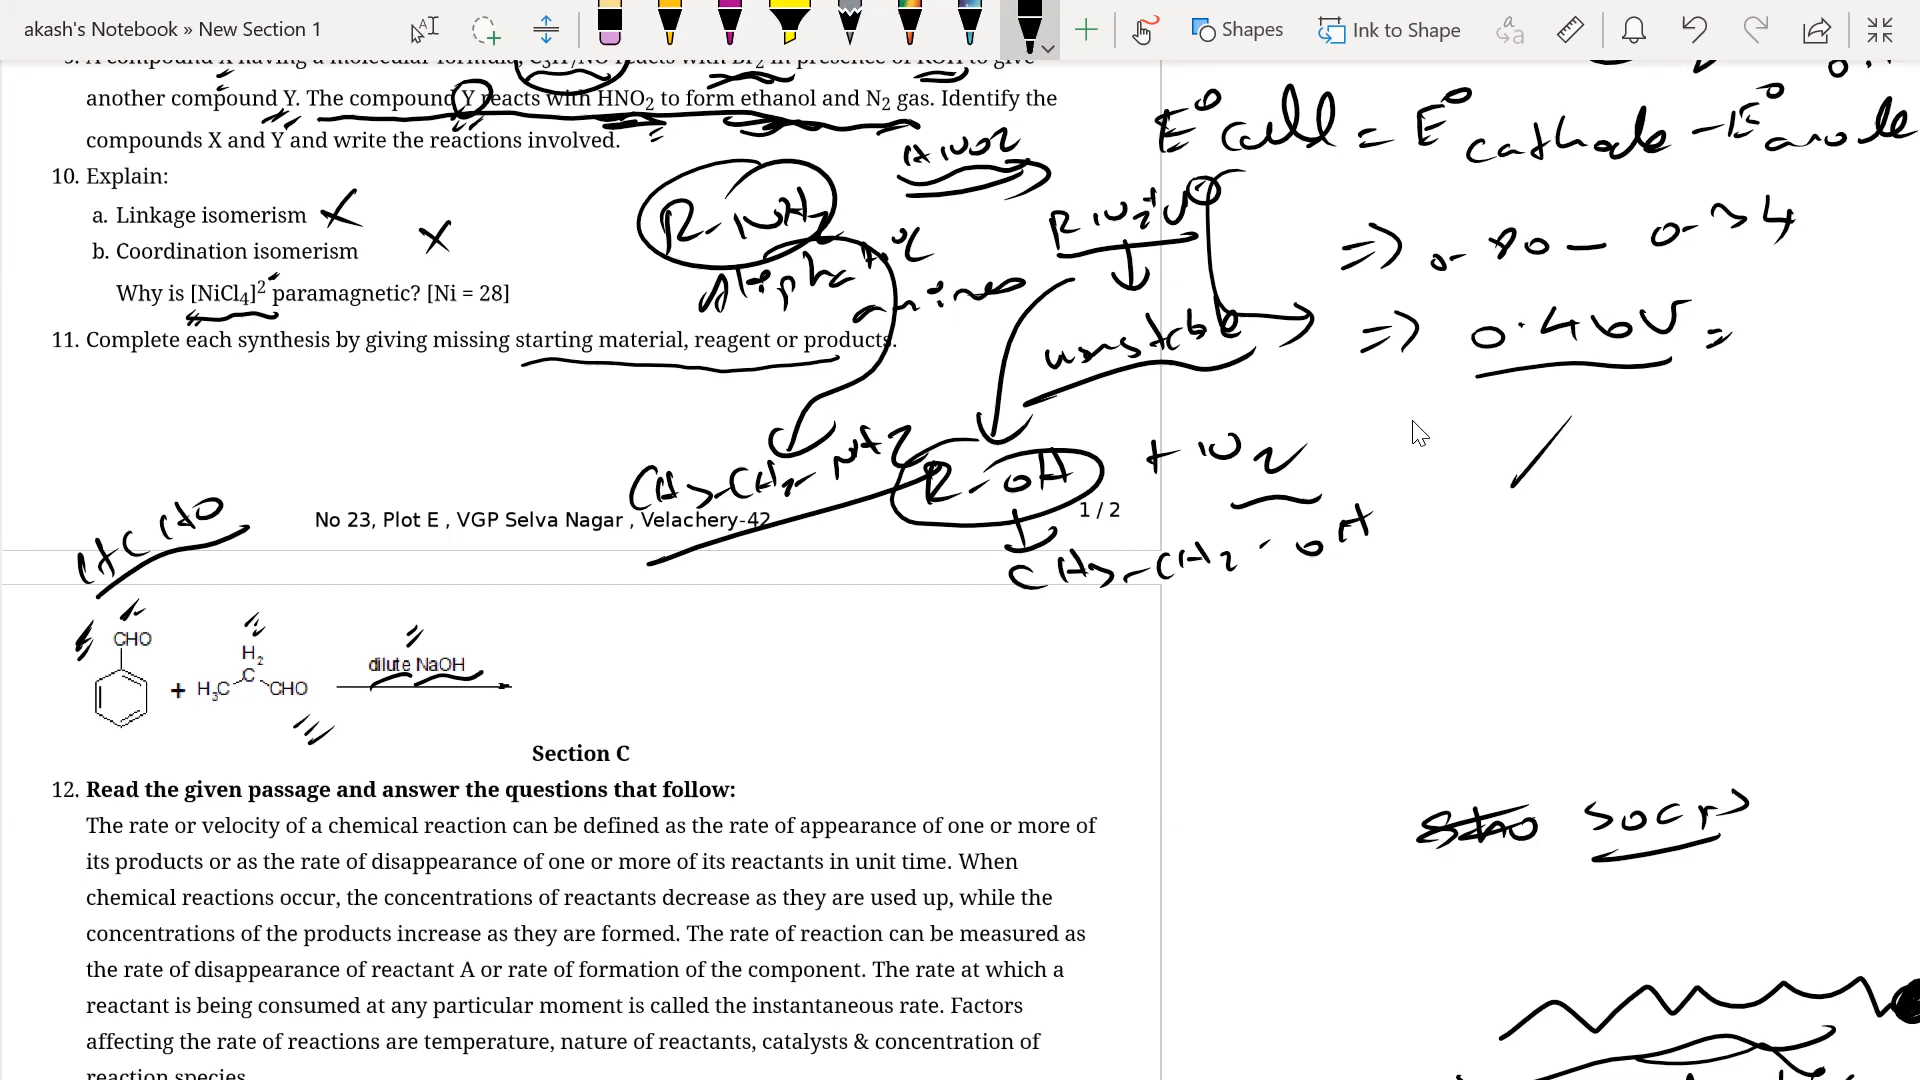 akash's Notebook » New Section 1
Shapes
Ink to Shape
another compound Y. The compound Y reacts with HNO2 to form ethanol and N2 gas. Identify the
compounds X and Y and write the reactions involved.
10. Explain:
a. Linkage isomerism
b. Coordination isomerism
Why is [NiCl4]2- paramagnetic? [Ni = 28]
11. Complete each synthesis by giving missing starting material, reagent or products.
HNO2
R-NH2
Aliphatic
amines
unstable
CH3-CH2-NH2
R-OH
+ N2
CH3-CH2-OH
E° cell = E° cathode - E° anode
=> 0.80 - 0.34
=> 0.46V =
HCHO
No 23, Plot E , VGP Selva Nagar , Velachery-42
1 / 2
CHO
+ H3C
H2
C
CHO
dilute NaOH
Section C
12. Read the given passage and answer the questions that follow:
The rate or velocity of a chemical reaction can be defined as the rate of appearance of one or more of
its products or as the rate of disappearance of one or more of its reactants in unit time. When
chemical reactions occur, the concentrations of reactants decrease as they are used up, while the
concentrations of the products increase as they are formed. The rate of reaction can be measured as
the rate of disappearance of reactant A or rate of formation of the component. The rate at which a
reactant is being consumed at any particular moment is called the instantaneous rate. Factors
affecting the rate of reactions are temperature, nature of reactants, catalysts & concentration of
reaction species.